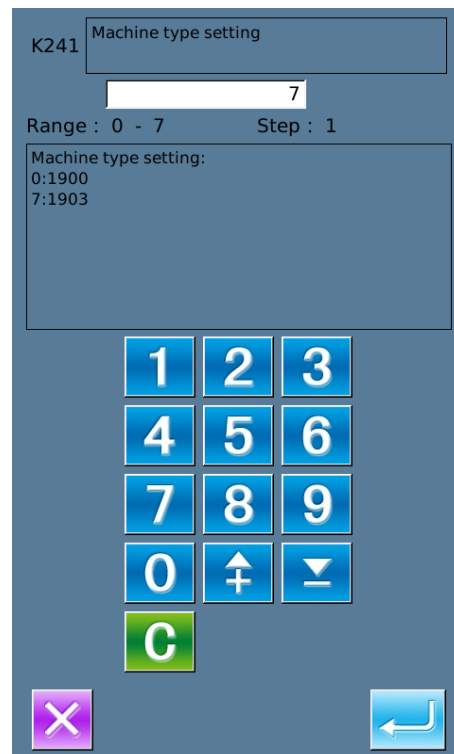 K241 Machine type setting
7
Range : 0 - 7 Step : 1
Machine type setting:
0:1900
7:1903
1 2 3
4 5 6
7 8 9
0
C